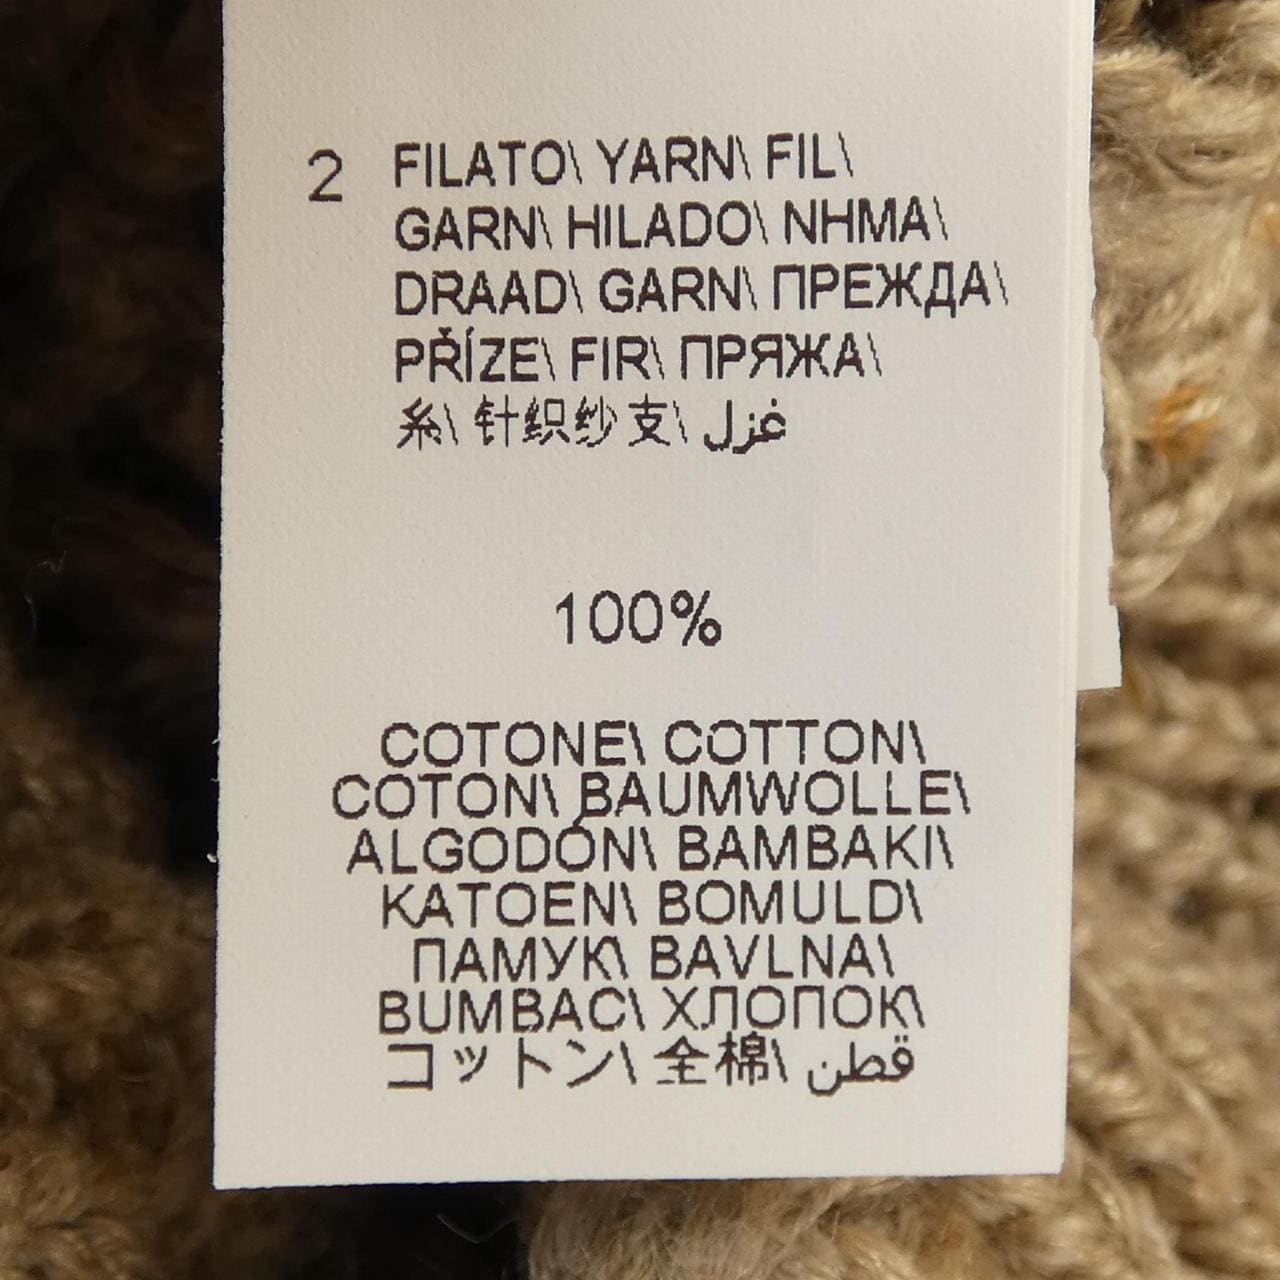 2 FILATO\ YARN\ FIL\
GARN\ HILADO\ NHMA\
DRAAD\ GARN\ ПРЕЖДА\
PŘÍZE\ FIR\ ПРЯЖА\
糸\ 针织纱支\ غزل
100%
COTONE\ COTTON\
COTON\ BAUMWOLLE\
ALGODÓN\ BAMBAKI\
KATOEN\ BOMULD\
ПАМУК\ BAVLNA\
BUMBAC\ ХЛОПОК\
コットン\ 全棉\ قطن